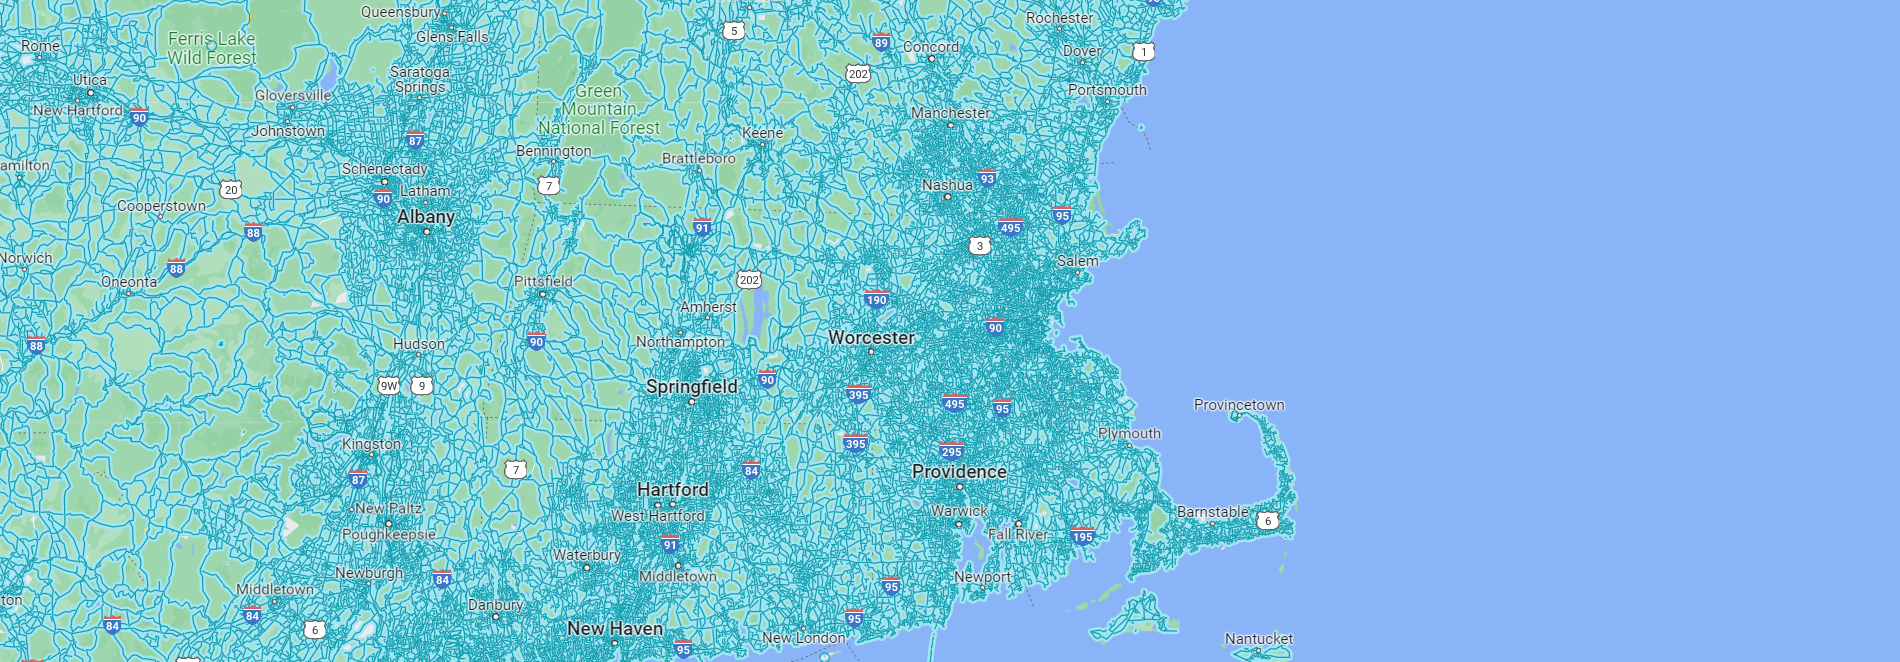 Queensbury
Rochester
Rome
Ferris Lake
Wild Forest
5
Glens Falls
89
Concord
Dover
1
Utica
Saratoga
Springs
202
Portsmouth
New Hartford
90
Gloversville
Green
Mountain
National Forest
Manchester
Johnstown
87
Keene
Bennington
Brattleboro
amilton
Schenectady
93
20
90
Latham
7
Nashua
Cooperstown
Albany
88
91
495
95
3
Norwich
88
Salem
Oneonta
Pittsfield
202
190
Amherst
90
88
Hudson
90
Northampton
Worcester
9W
9
Springfield
90
395
495
95
Provincetown
Kingston
395
Plymouth
295
87
7
84
Providence
Hartford
New Paltz
West Hartford
Warwick
Barnstable
6
Poughkeepsie
Fall River
195
91
Waterbury
Newburgh
84
Middletown
Newport
95
Middletown
ton
84
Danbury
84
6
New Haven
95
New London
95
Nantucket